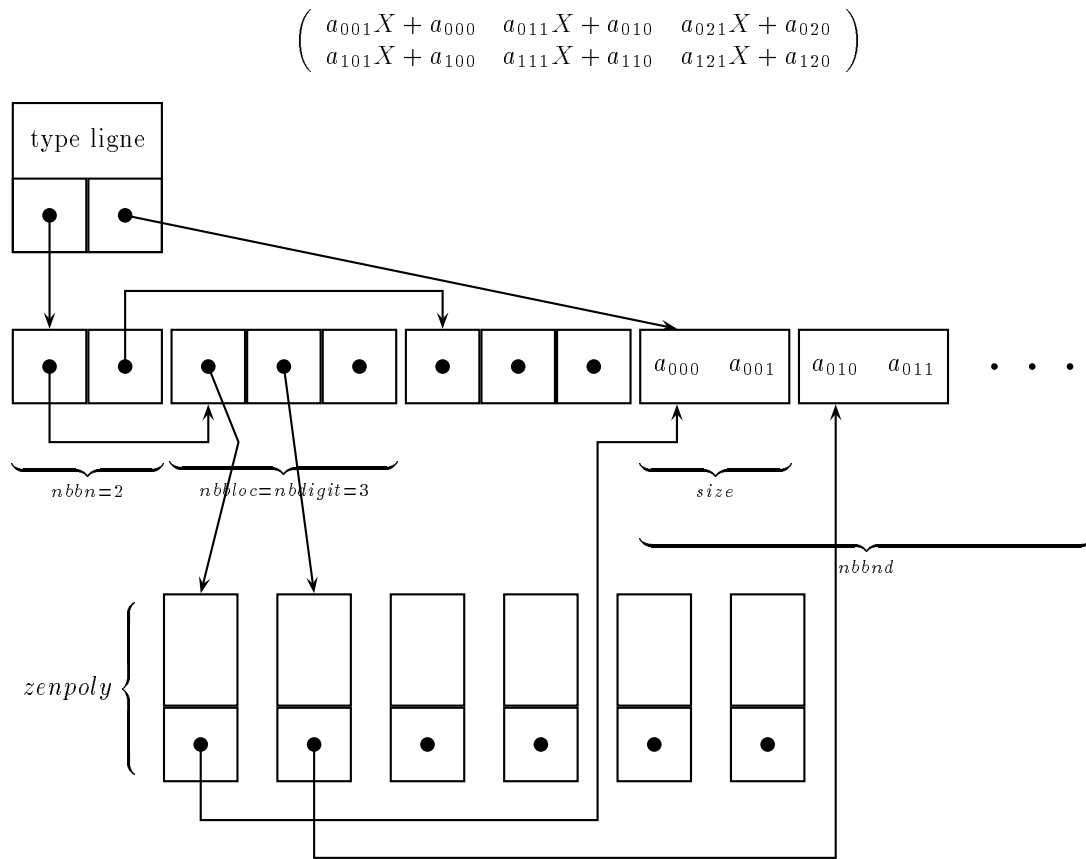 a_{001}X + a_{000} a_{011}X + a_{010} a_{021}X + a_{020}
a_{101}X + a_{100} a_{111}X + a_{110} a_{121}X + a_{120}
type ligne
a_{000} a_{001} a_{010} a_{011} . . .
nbbn=2 nbbloc=nbdigit=3 size
nbbnd
zenpoly